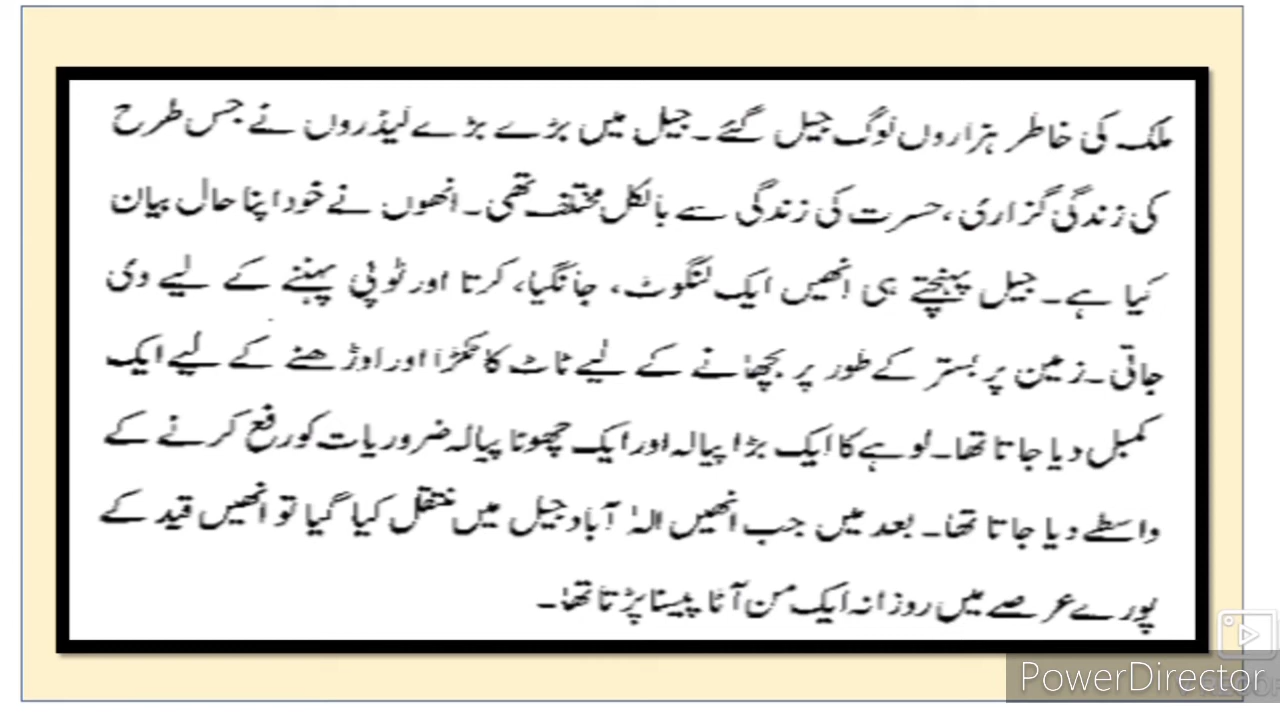 ملک کی خاطر ہزاروں لوگ جیل گئے۔ جیل میں بڑے بڑے لیڈروں نے جس طرح
کی زندگی گزاری، حسرت کی زندگی سے بالکل مختلف تھی۔ انھوں نے خود اپنا حال بیان
کیا ہے۔ جیل پہنچتے ہی انھیں ایک لنگوٹ، جانگیا، کرتا اور ٹوپی پہننے کے لیے دی
جاتی۔ زمین پر بستر کے طور پر بچھانے کے لیے ٹاٹ کا ٹکڑا اور اوڑھنے کے لیے ایک
کمبل دیا جاتا تھا۔ لوہے کا ایک بڑا پیالہ اور ایک چھوٹا پیالہ ضروریات کو رفع کرنے کے
واسطے دیا جاتا تھا۔ بعد میں جب انھیں الہٰ آباد جیل میں منتقل کیا گیا تو انھیں قید کے
پورے عرصے میں روزانہ ایک من آٹا پیسنا پڑتا تھا۔
PowerDirector